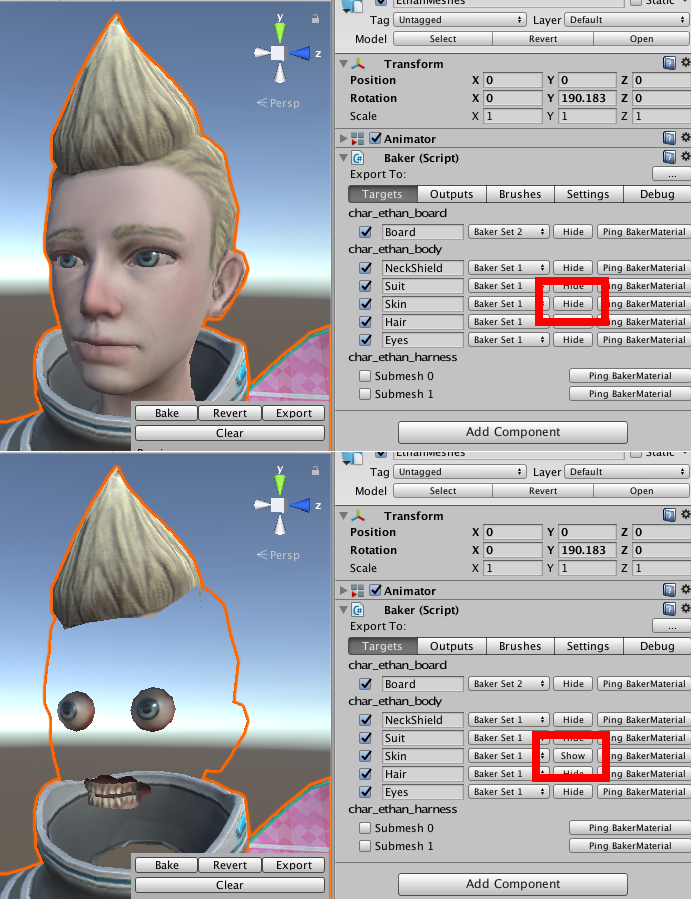 EthanMeshes Static
Tag Untagged Layer Default
Model Select Revert Open
Transform
Position X 0 Y 0 Z 0
Rotation X 0 Y 190.183 Z 0
Scale X 1 Y 1 Z 1
Animator
Baker (Script)
Export To: ...
Targets Outputs Brushes Settings Debug
char_ethan_board
Board Baker Set 2 Hide Ping BakerMaterial
char_ethan_body
NeckShield Baker Set 1 Hide Ping BakerMaterial
Suit Baker Set 1 Hide Ping BakerMaterial
Skin Baker Set 1 Hide Ping BakerMaterial
Hair Baker Set 1 Ping BakerMaterial
Eyes Baker Set 1 Hide Ping BakerMaterial
char_ethan_harness
Submesh 0 Ping BakerMaterial
Submesh 1 Ping BakerMaterial
Add Component
y
z
Persp
Bake Revert Export
Clear
EthanMeshes Static
Tag Untagged Layer Default
Model Select Revert Open
Transform
Position X 0 Y 0 Z 0
Rotation X 0 Y 190.183 Z 0
Scale X 1 Y 1 Z 1
Animator
Baker (Script)
Export To: ...
Targets Outputs Brushes Settings Debug
char_ethan_board
Board Baker Set 2 Hide Ping BakerMaterial
char_ethan_body
NeckShield Baker Set 1 Hide Ping BakerMaterial
Suit Baker Set 1 Hide Ping BakerMaterial
Skin Baker Set 1 Show Ping BakerMaterial
Hair Baker Set 1 Hide Ping BakerMaterial
Eyes Baker Set 1 Hide Ping BakerMaterial
char_ethan_harness
Submesh 0 Ping BakerMaterial
Submesh 1 Ping BakerMaterial
Add Component
y
z
Persp
Bake Revert Export
Clear